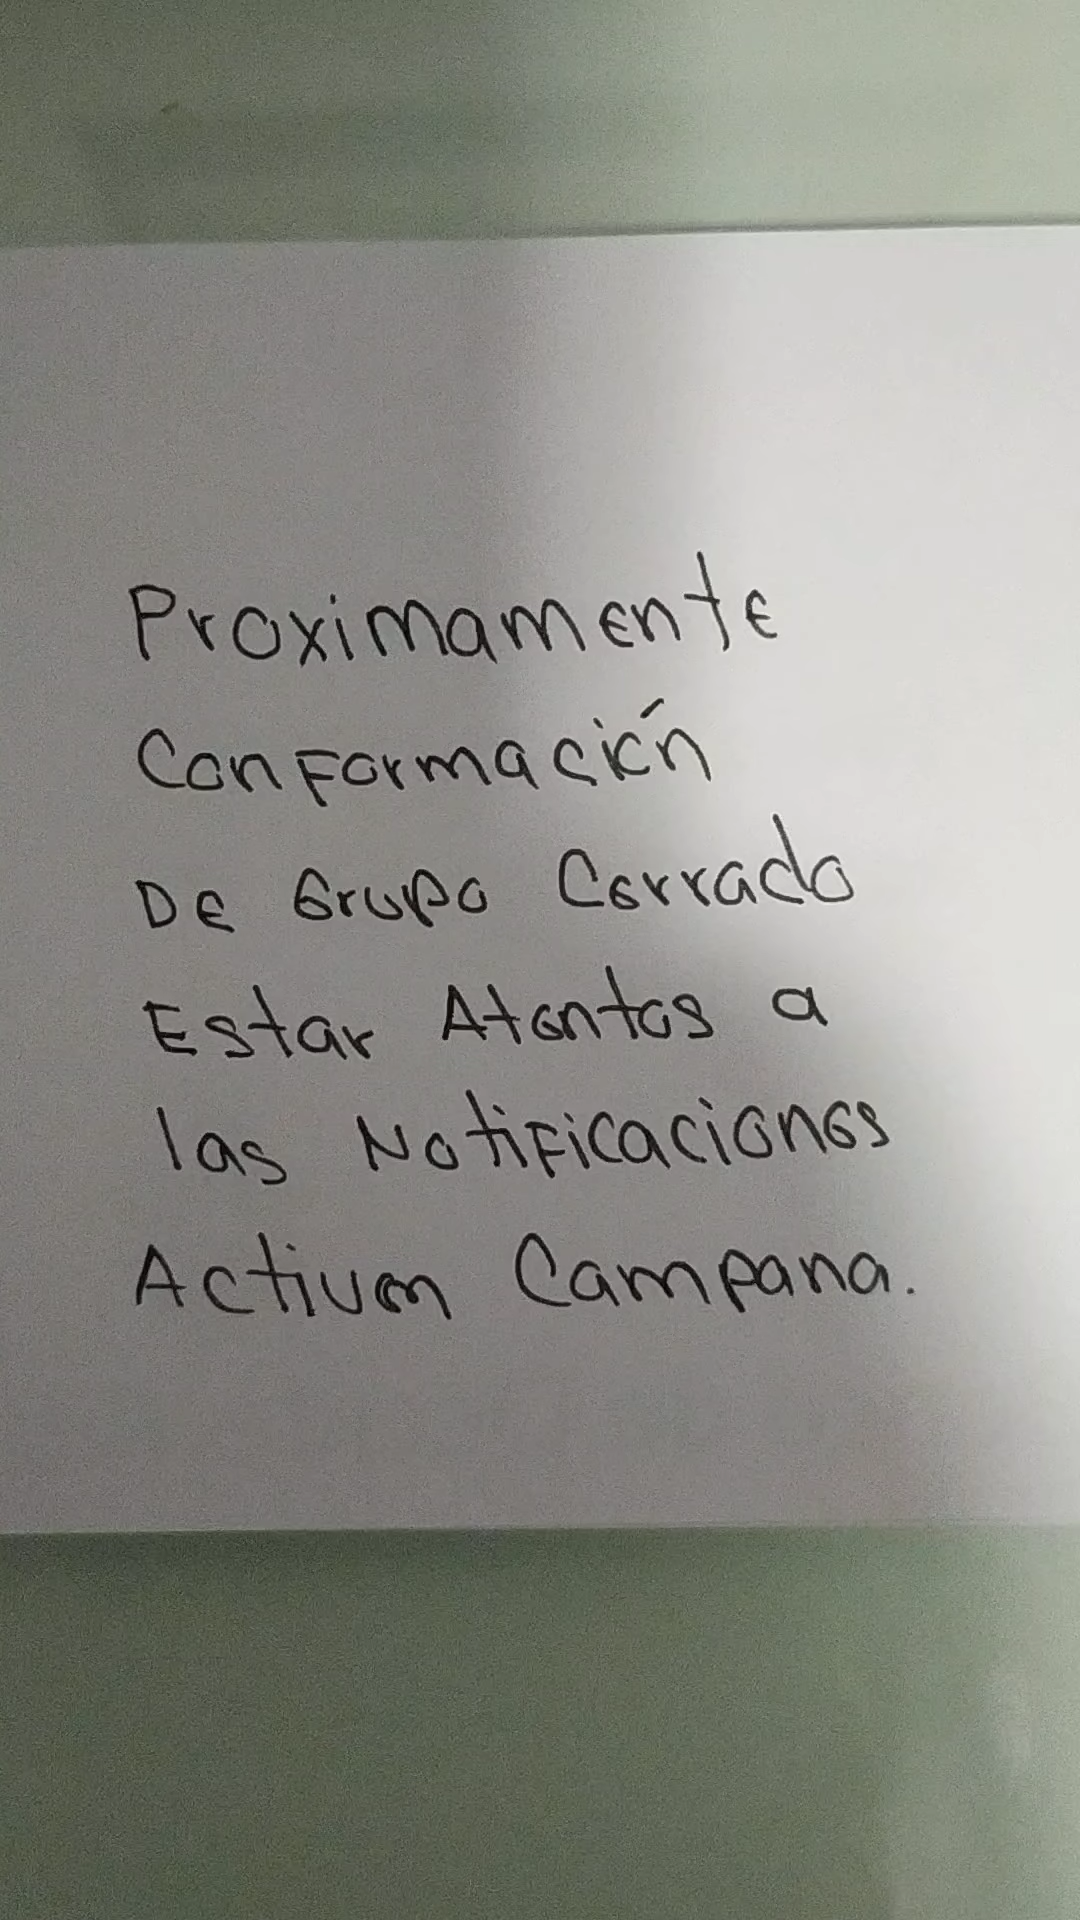 Proximamente
Conformación
De Grupo Cerrado
Estar Atentos a
las Notificaciones
Activen Campana.